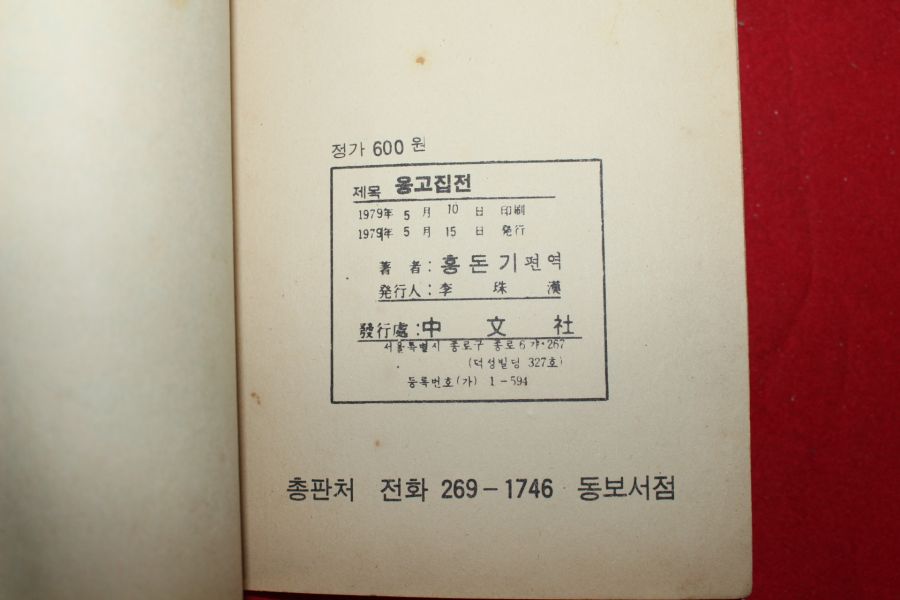 정가 600 원
제목 웅고집전
1979年 5 月 10 日 印刷
1979年 5 月 15 日 発行
著 者 : 홍 돈 기 편 역
発行人 : 李 珠 漢
發行處 : 中 文 社
서울특별시 종로구 종로 6 가·267
(덕성빌딩 327호)
등록번호 (가) 1-594
총판처 전화 269-1746 동보서점